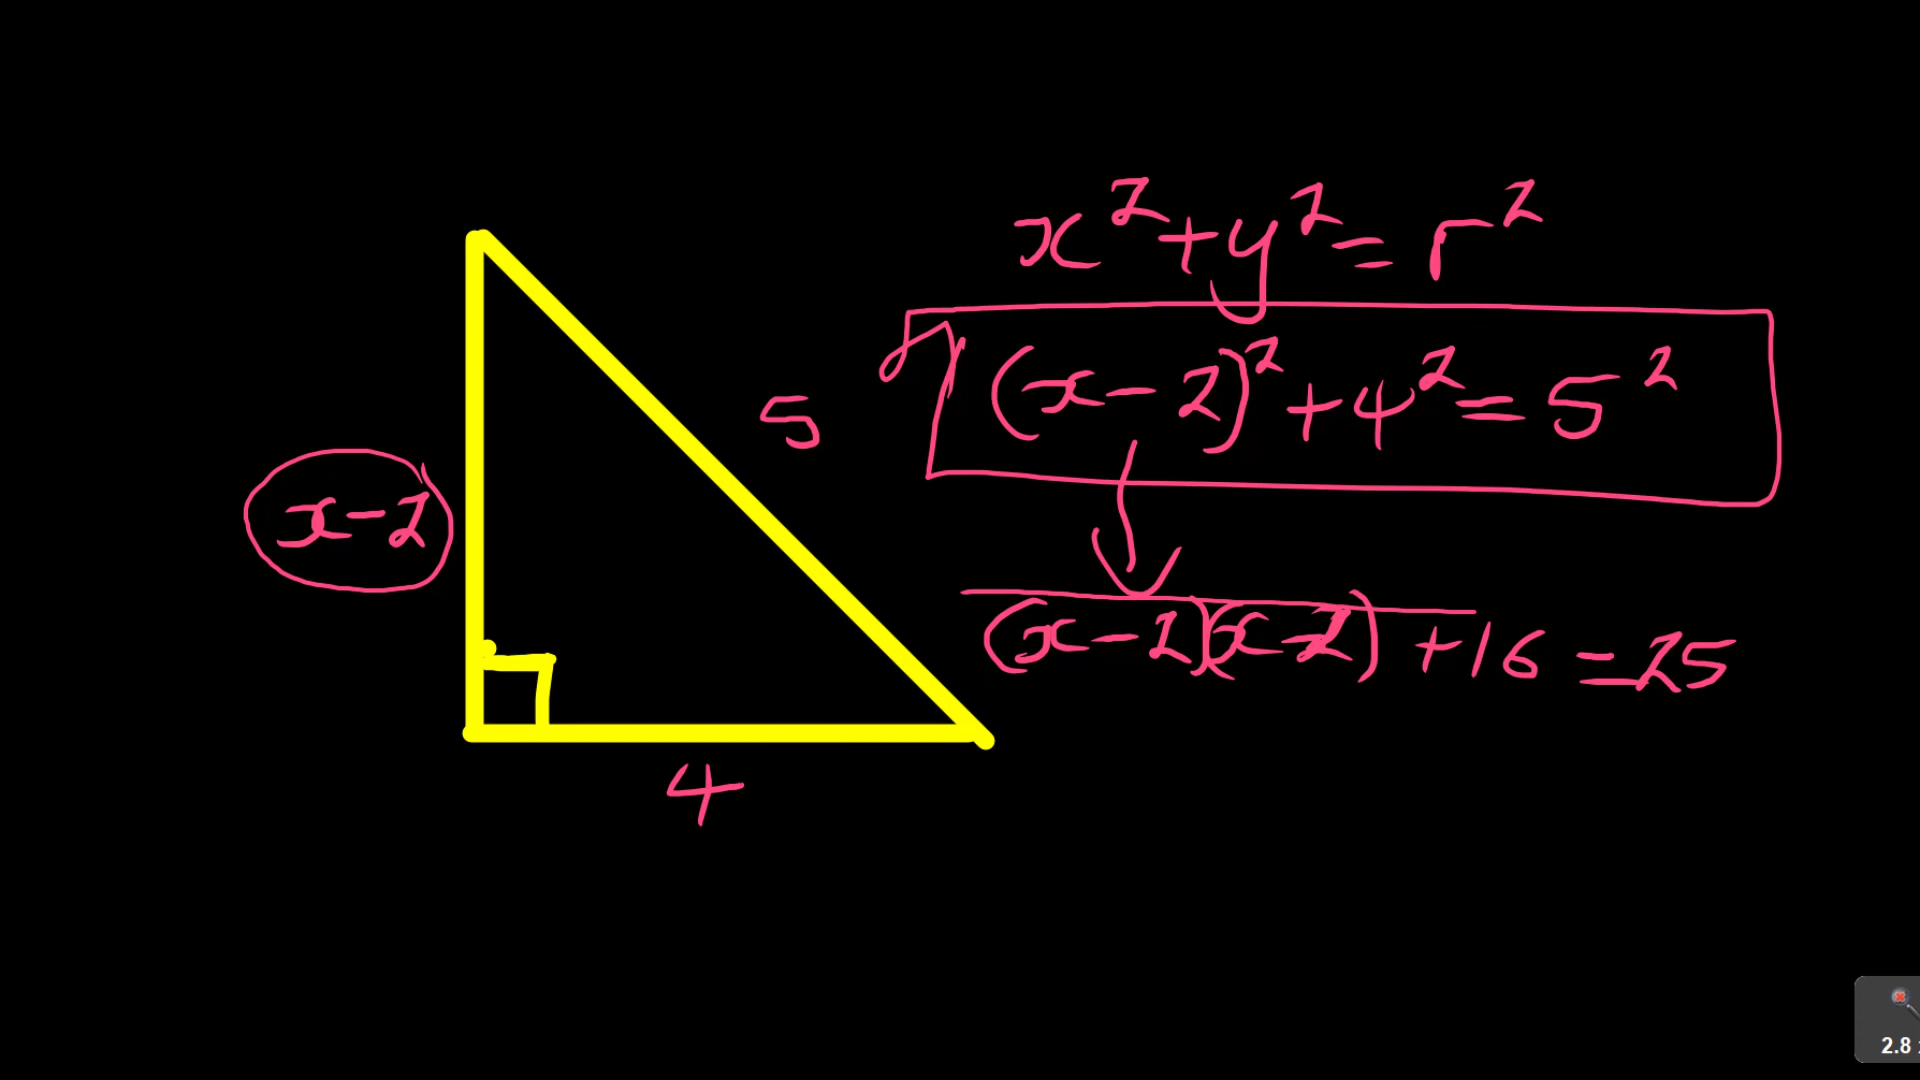 x² + y² = r²
(x - 2)² + 4² = 5²
5
x - 2
(x - 2)(x - 2) + 16 = 25
4
2.8